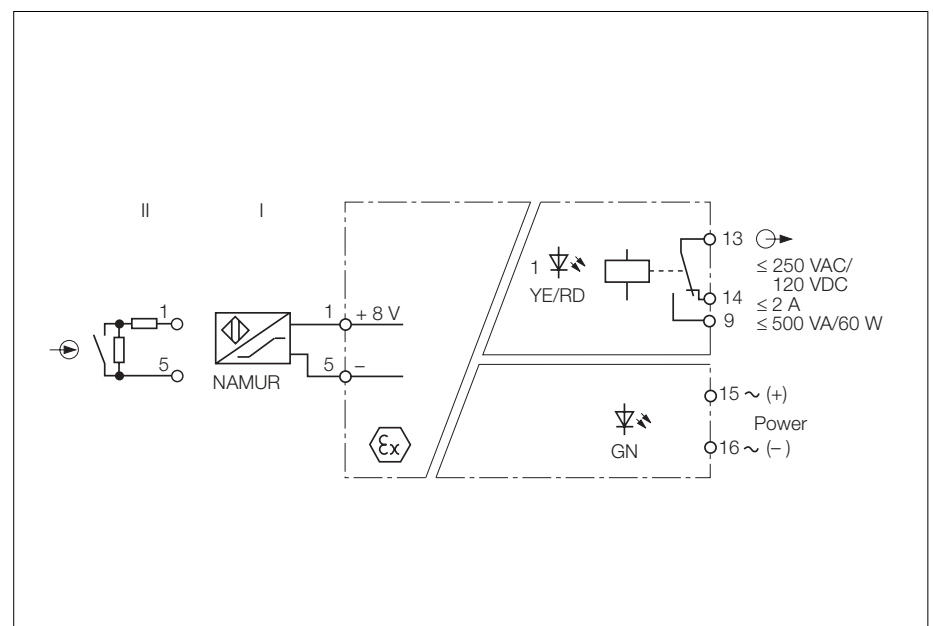 II
I
1
5
NAMUR
1
+ 8 V
5
–
Ex
1
YE/RD
GN
13
≤ 250 VAC/
120 VDC
14
≤ 2 A
9
≤ 500 VA/60 W
15 ~ (+)
Power
16 ~ (– )